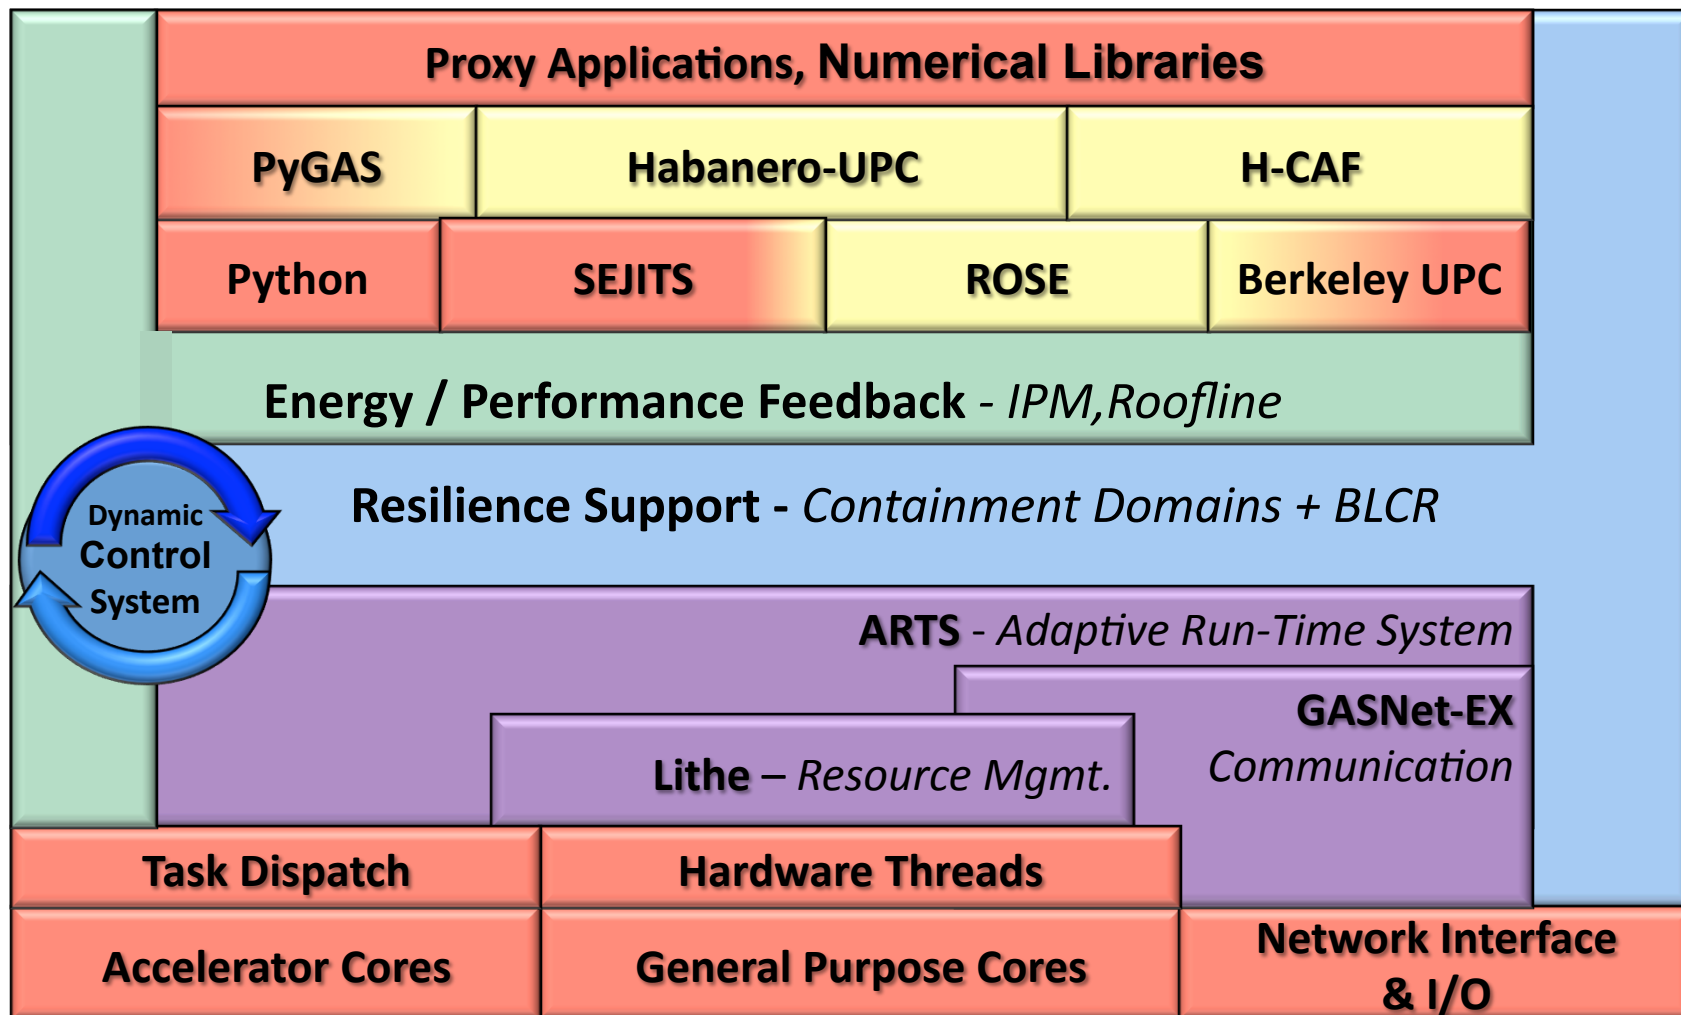 Proxy Applications, Numerical Libraries
PyGAS
Habanero-UPC
H-CAF
Python
SEJITS
ROSE
Berkeley UPC
Energy / Performance Feedback - IPM,Roofline
Resilience Support - Containment Domains + BLCR
Dynamic
Control
System
ARTS - Adaptive Run-Time System
GASNet-EX
Communication
Lithe – Resource Mgmt.
Task Dispatch
Hardware Threads
Accelerator Cores
General Purpose Cores
Network Interface
& I/O